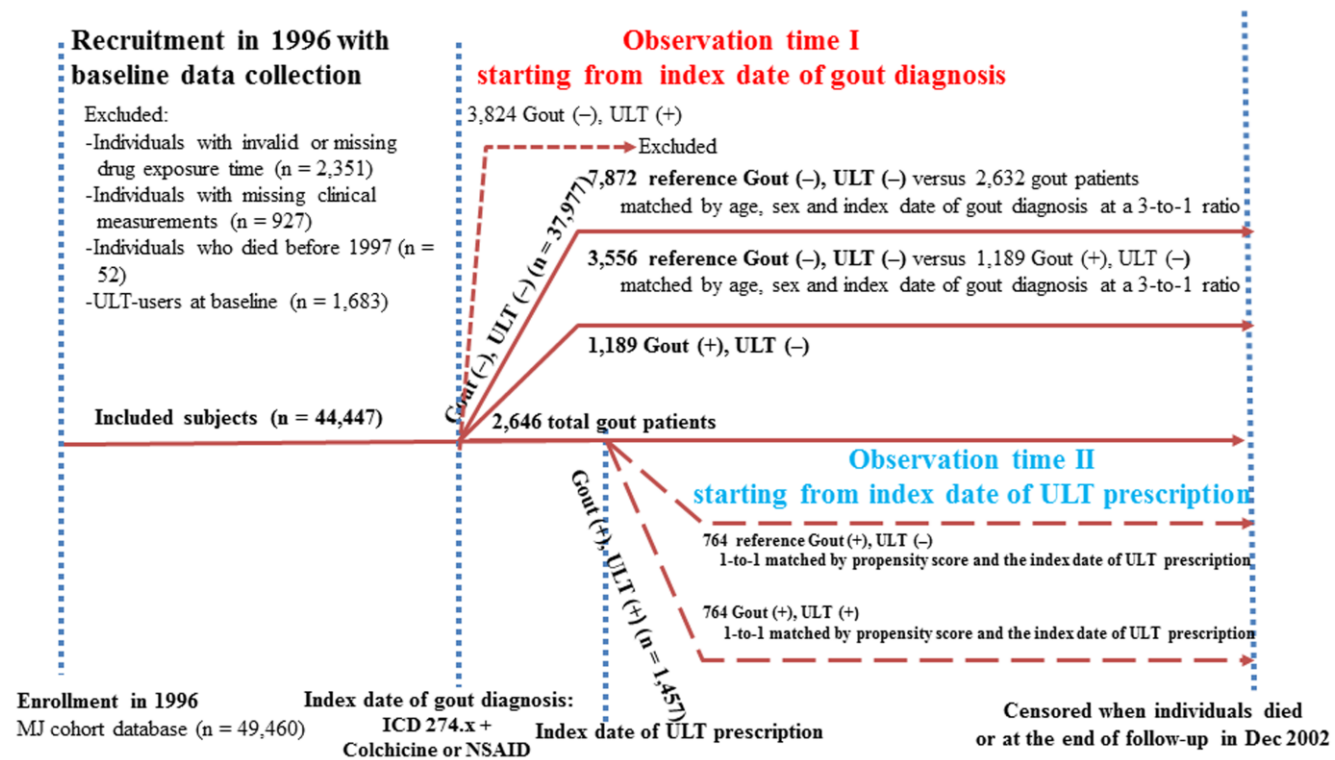 Recruitment in 1996 with
baseline data collection
Excluded:
-Individuals with invalid or missing
drug exposure time (n = 2,351)
-Individuals with missing clinical
measurements (n = 927)
-Individuals who died before 1997 (n =
52)
-ULT-users at baseline (n = 1,683)
Included subjects (n = 44,447)
Enrollment in 1996
MJ cohort database (n = 49,460)
Observation time I
starting from index date of gout diagnosis
3,824 Gout (–), ULT (+)
Excluded
Gout (–), ULT (–) (n = 37,977)
7,872 reference Gout (–), ULT (–) versus 2,632 gout patients
matched by age, sex and index date of gout diagnosis at a 3-to-1 ratio
3,556 reference Gout (–), ULT (–) versus 1,189 Gout (+), ULT (–)
matched by age, sex and index date of gout diagnosis at a 3-to-1 ratio
1,189 Gout (+), ULT (–)
2,646 total gout patients
Observation time II
starting from index date of ULT prescription
Gout (+), ULT (+) (n = 1,457)
764 reference Gout (+), ULT (–)
1-to-1 matched by propensity score and the index date of ULT prescription
764 Gout (+), ULT (+)
1-to-1 matched by propensity score and the index date of ULT prescription
Index date of gout diagnosis:
ICD 274.x +
Colchicine or NSAID
Index date of ULT prescription
Censored when individuals died
or at the end of follow-up in Dec 2002